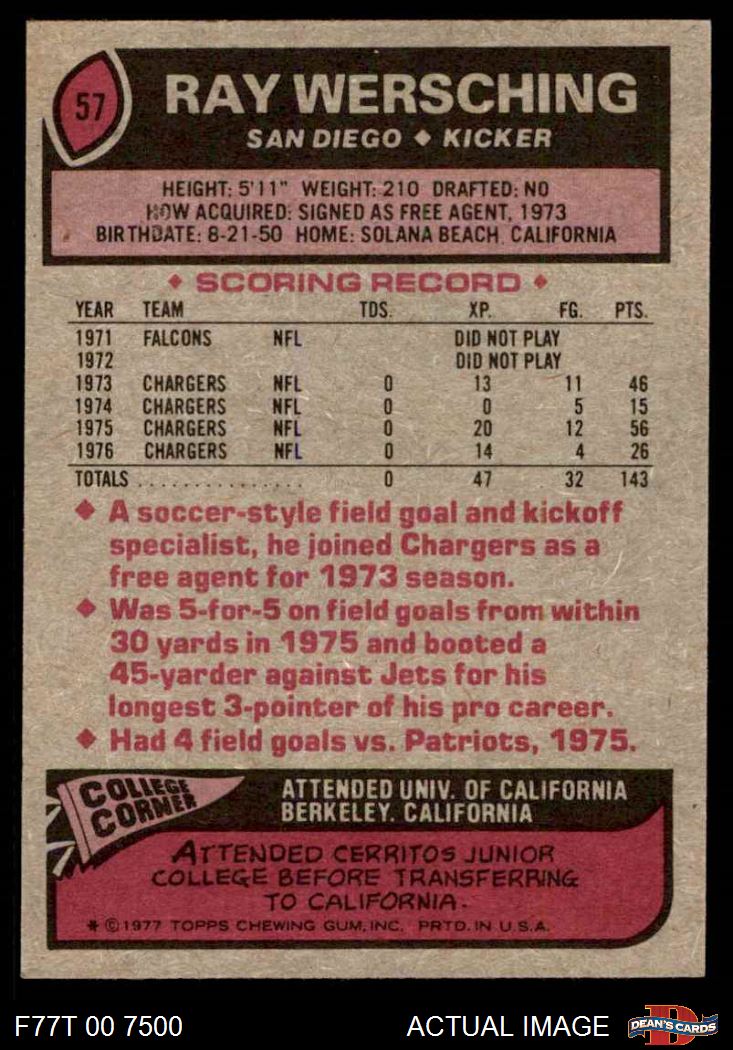 57
RAY WERSCHING
SAN DIEGO ◆ KICKER
HEIGHT: 5'11" WEIGHT: 210 DRAFTED: NO
HOW ACQUIRED: SIGNED AS FREE AGENT, 1973
BIRTHDATE: 8-21-50 HOME: SOLANA BEACH, CALIFORNIA
◆ SCORING RECORD ◆
YEAR TEAM TDS. XP. FG. PTS.
1971 FALCONS NFL DID NOT PLAY
1972 DID NOT PLAY
1973 CHARGERS NFL 0 13 11 46
1974 CHARGERS NFL 0 0 5 15
1975 CHARGERS NFL 0 20 12 56
1976 CHARGERS NFL 0 14 4 26
TOTALS ............... 0 47 32 143
◆ A soccer-style field goal and kickoff
specialist, he joined Chargers as a
free agent for 1973 season.
◆ Was 5-for-5 on field goals from within
30 yards in 1975 and booted a
45-yarder against Jets for his
longest 3-pointer of his pro career.
◆ Had 4 field goals vs. Patriots, 1975.
COLLEGE
CORNER
ATTENDED UNIV. OF CALIFORNIA
BERKELEY, CALIFORNIA
ATTENDED CERRITOS JUNIOR
COLLEGE BEFORE TRANSFERRING
TO CALIFORNIA.
* © 1977 TOPPS CHEWING GUM, INC. PRTD. IN U.S.A.
F77T 00 7500
ACTUAL IMAGE
D
DEAN'S CARDS